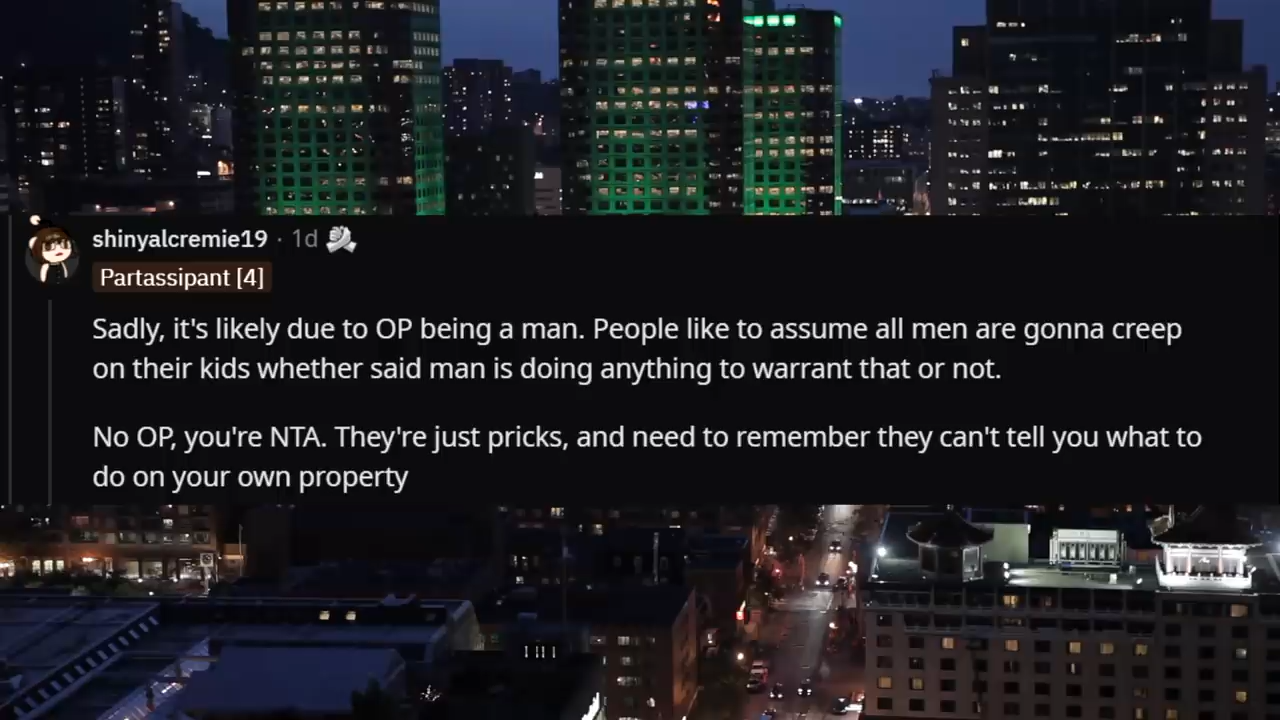 shinyalcremie19 · 1d
Partassipant [4]
Sadly, it's likely due to OP being a man. People like to assume all men are gonna creep
on their kids whether said man is doing anything to warrant that or not.
No OP, you're NTA. They're just pricks, and need to remember they can't tell you what to
do on your own property